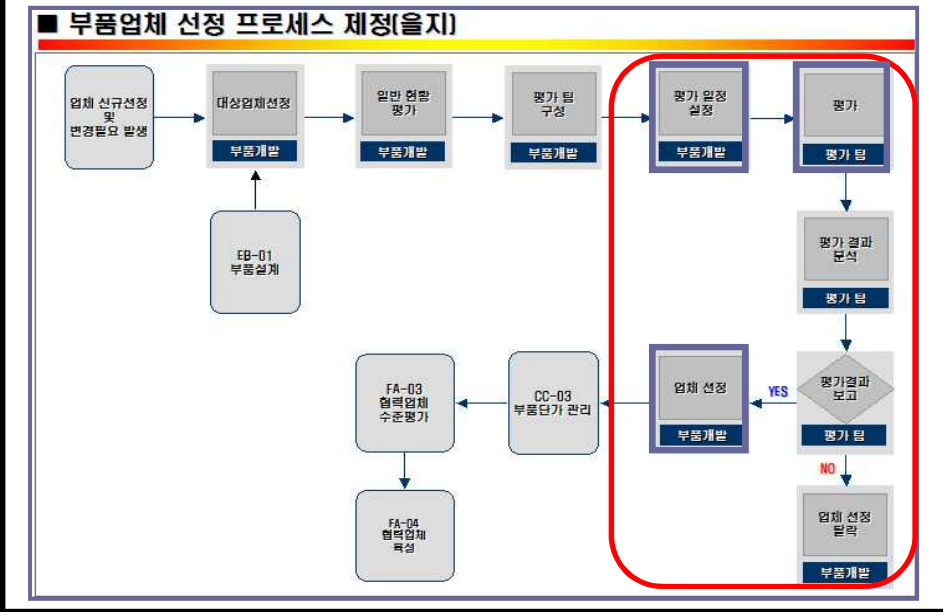 ■ 부품업체 선정 프로세스 제정(을지)
업체 신규선정
및
변경필요 발생
대상업체선정
부품개발
일반 현황
평가
부품개발
평가 팀
구성
부품개발
평가 일정
설정
부품개발
평가
평가 팀
EB-01
부품설계
평가 결과
분석
평가 팀
FA-03
협력업체
수준평가
CC-03
부품단가 관리
업체 선정
부품개발
YES
평가결과
보고
평가 팀
NO
FA-04
협력업체
육성
업체 선정
탈락
부품개발